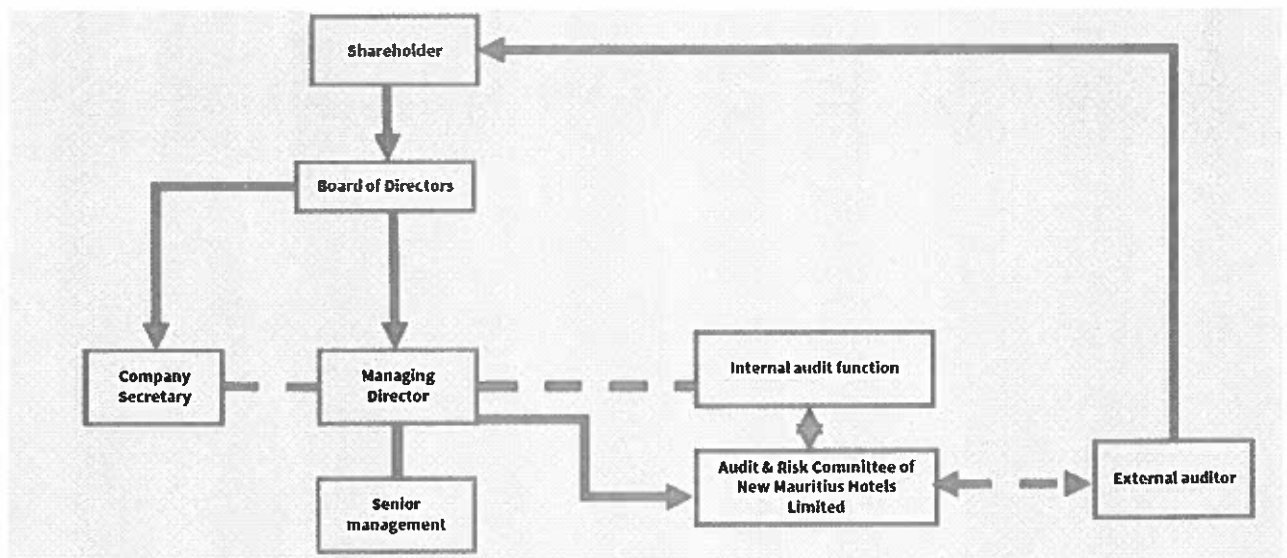 Shareholder
Board of Directors
Company
Secretary
Managing
Director
Internal audit function
Senior
management
Audit & Risk Committee of
New Mauritius Hotels
Limited
External auditor